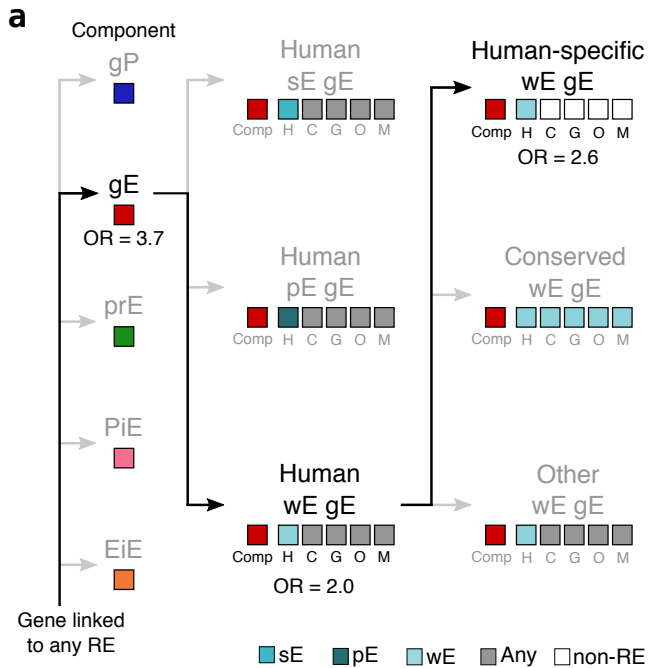 a
Component
gP
gE
OR = 3.7
prE
PiE
EiE
Gene linked
to any RE
Human
sE gE
Comp H C G O M
Human
pE gE
Comp H C G O M
Human
wE gE
Comp H C G O M
OR = 2.0
Human-specific
wE gE
Comp H C G O M
OR = 2.6
Conserved
wE gE
Comp H C G O M
Other
wE gE
Comp H C G O M
sE pE wE Any non-RE